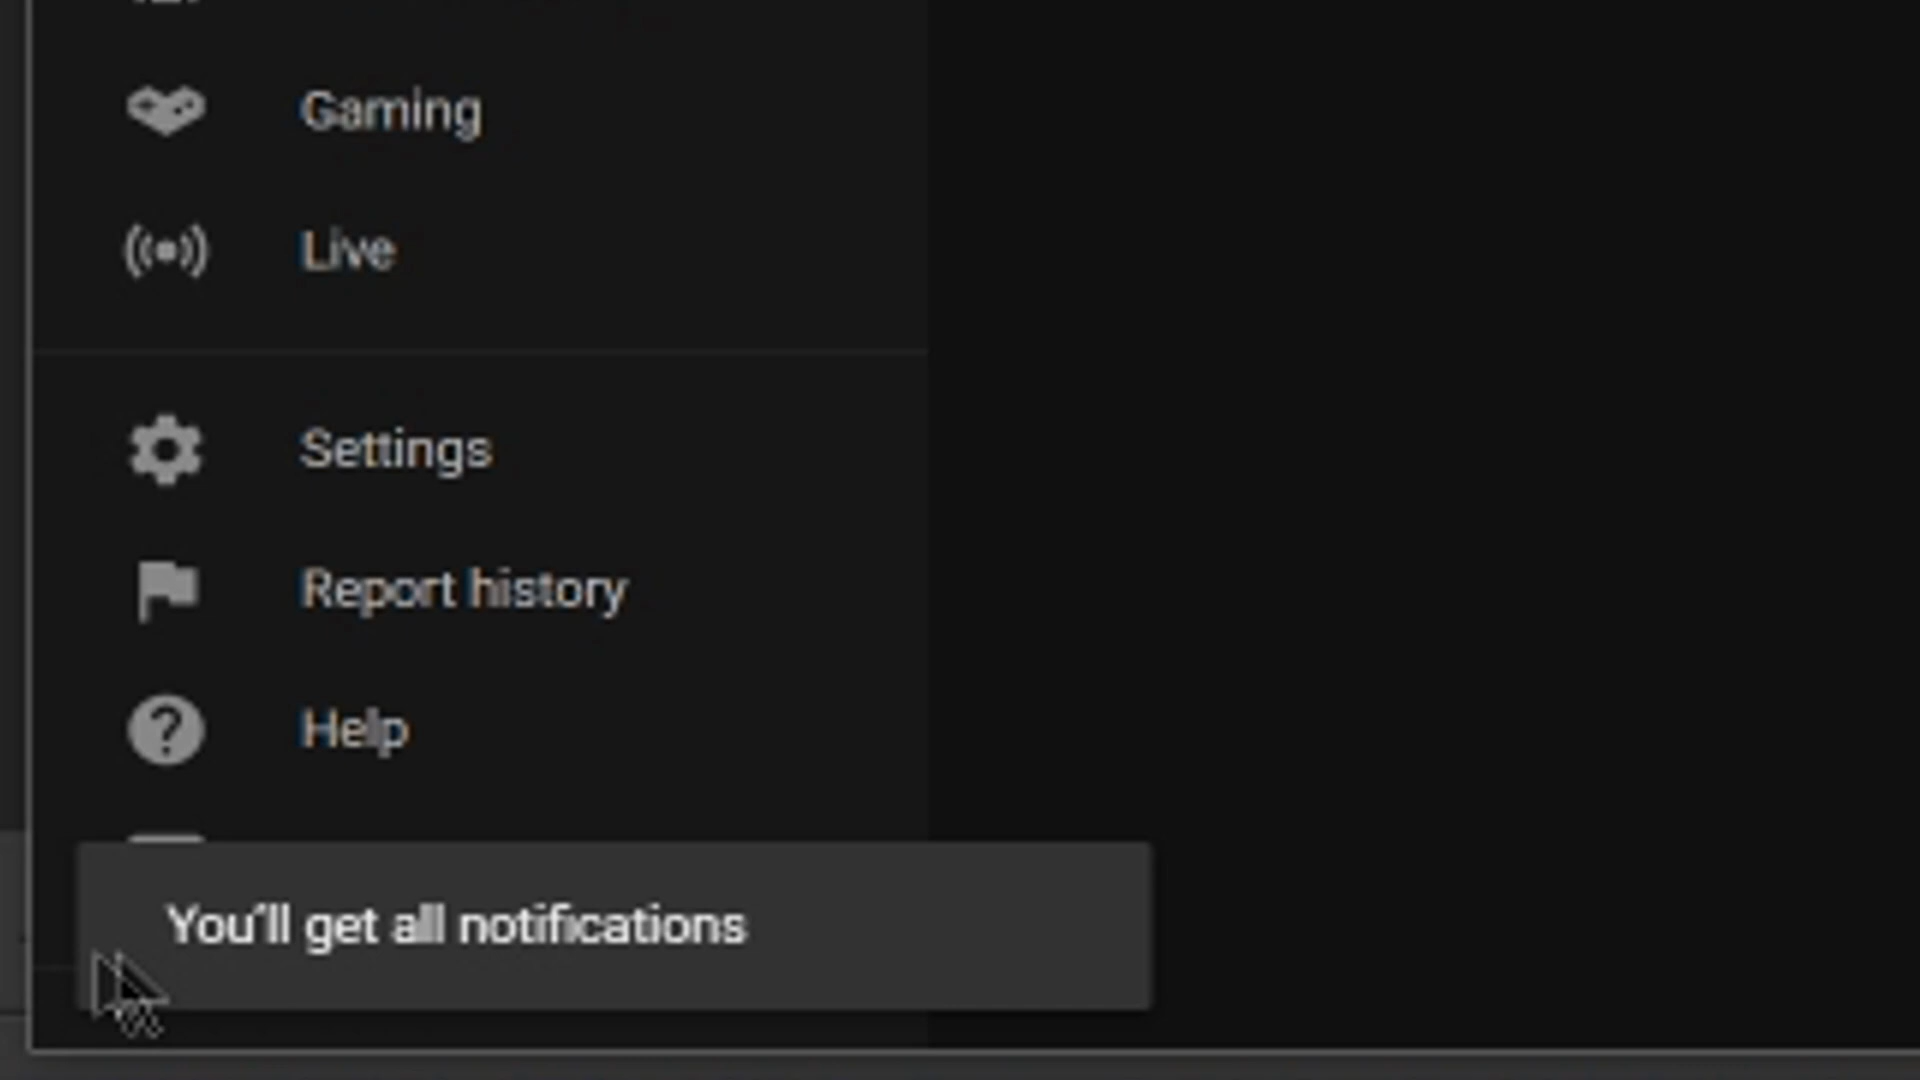 Gaming
Live
Settings
Report history
Help
You'll get all notifications